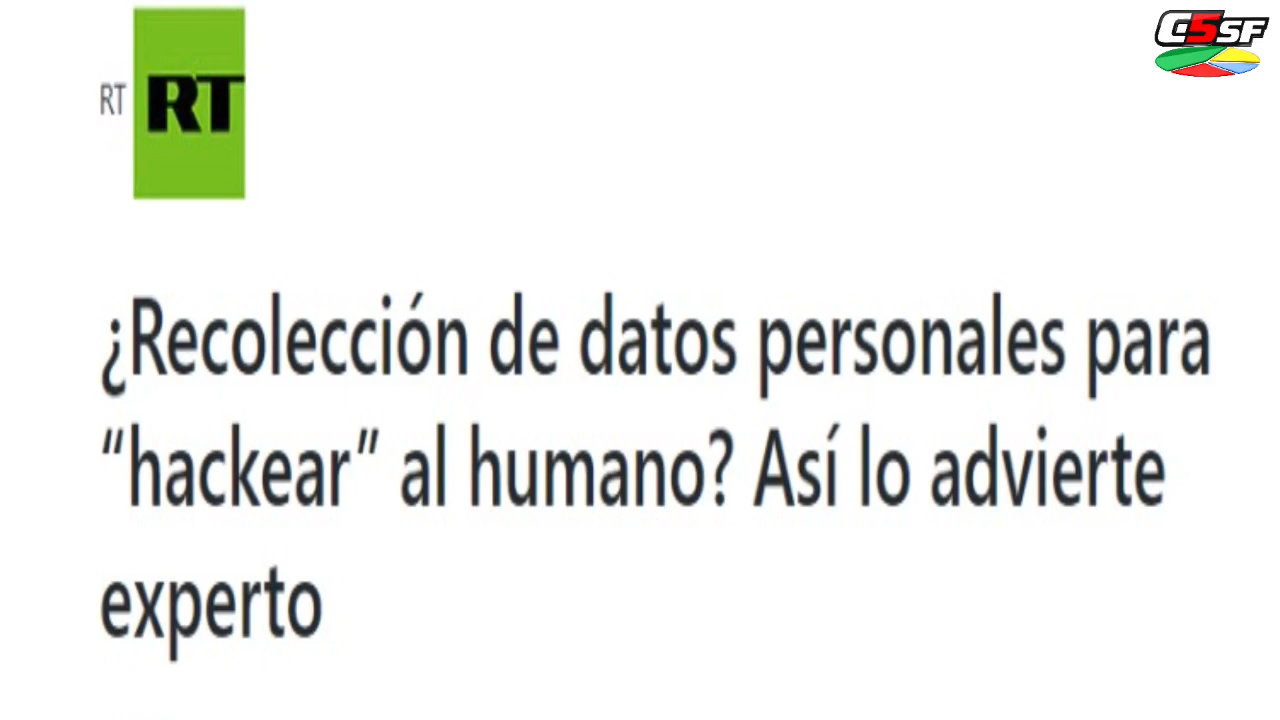 RT RT
C5SF
¿Recolección de datos personales para
“hackear” al humano? Así lo advierte
experto